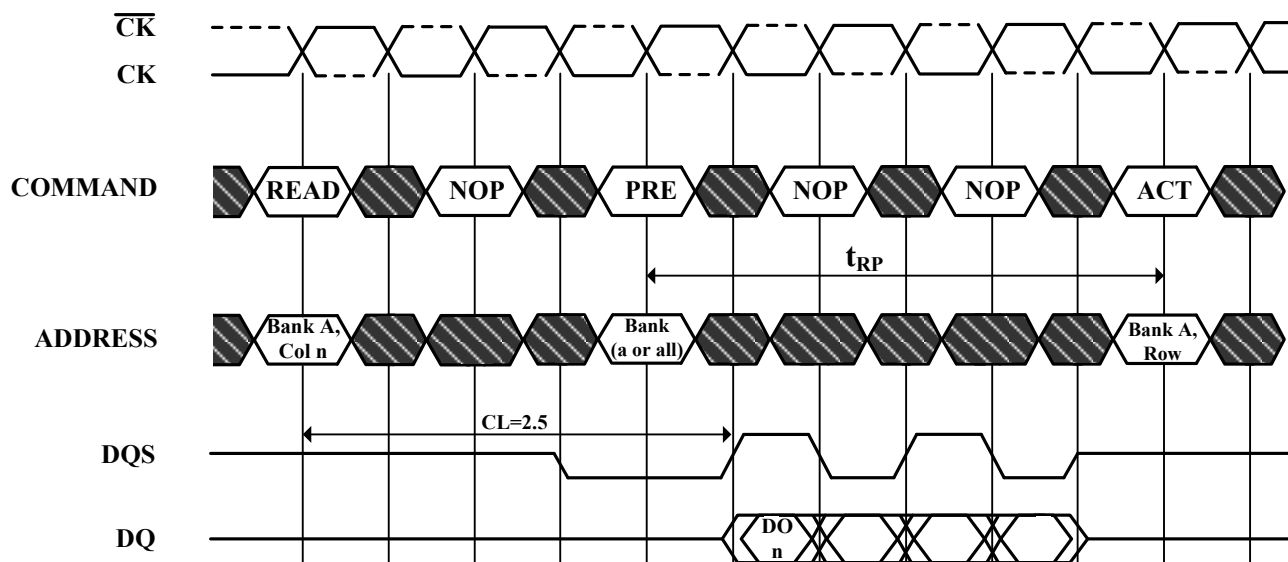 CK
CK
COMMAND
READ
NOP
PRE
NOP
NOP
ACT
tRP
ADDRESS
Bank A,
Col n
Bank
(a or all)
Bank A,
Row
CL=2.5
DQS
DQ
DO
n